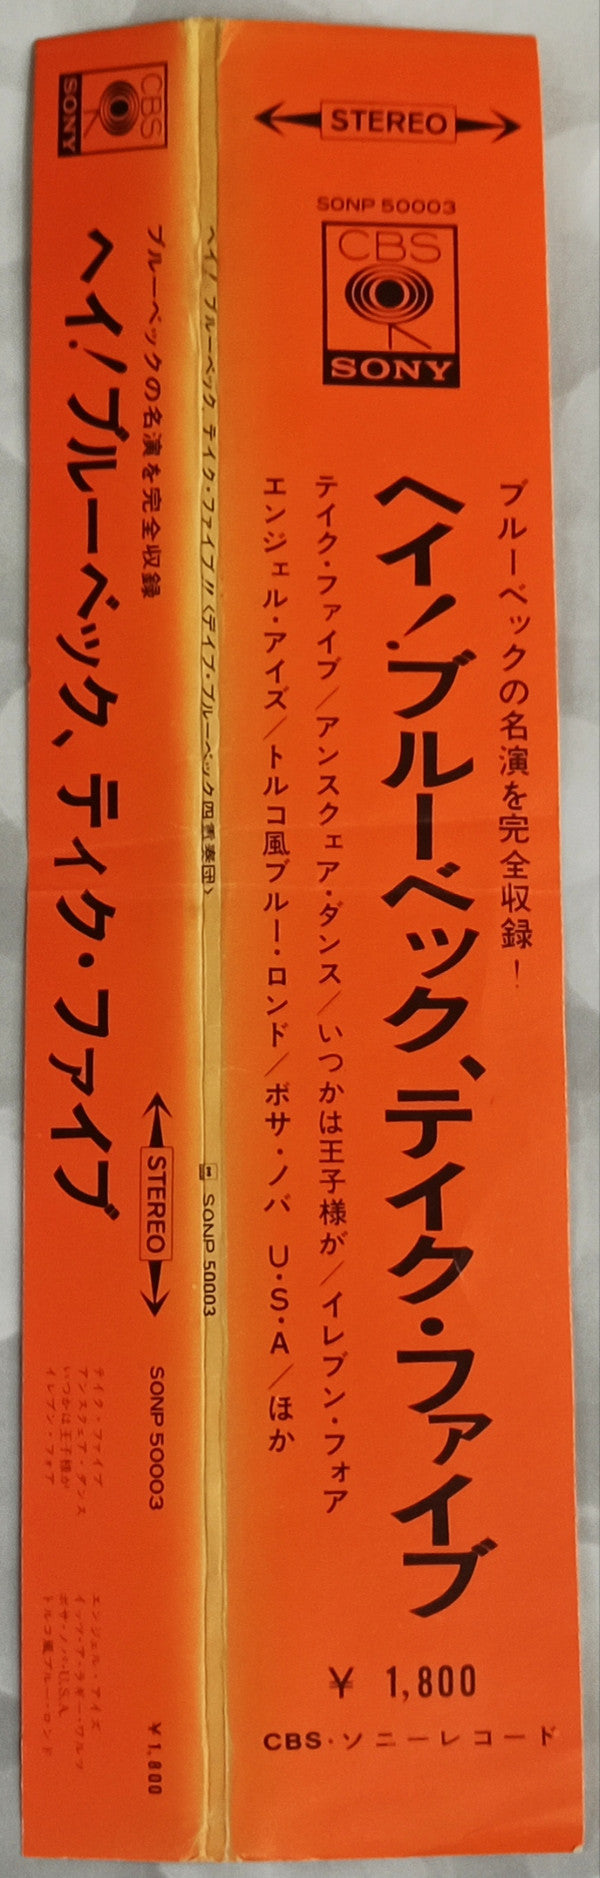 STEREO
SONP 50003
CBS
SONY
ブルーベックの名演を完全収録!
ヘイ!ブルーベック、テイク・ファイブ
テイク・ファイブ/アンスクェア・ダンス/いつかは王子様が/イレブン・フォア
エンジェル・アイズ/トルコ風ブルー・ロンド/ボサ・ノバ U・S・A/ほか
¥ 1,800
CBS・ソニーレコード
ヘイ! ブルーベック、テイク・ファイブ!!〈デイブ・ブルーベック四重奏団〉
SONP 50003
CBS
SONY
ブルーベックの名演を完全収録
ヘイ!ブルーベック、テイク・ファイブ
STEREO
SONP 50003
テイク・ファイブ
アンスクェア・ダンス
いつかは王子様が
イレブン・フォア
エンジェル・アイズ
イッツ・ア・ラギー・ワルツ
ボサ・ノバ・U.S.A.
トルコ風ブルー・ロンド
¥1,800